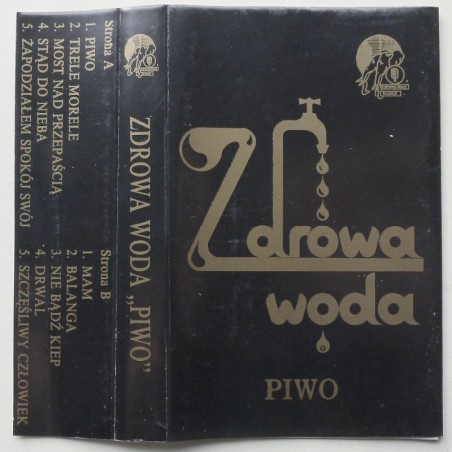 Strona A
1. PIWO
2. TRELE MORELE
3. MOST NAD PRZEPAŚCIĄ
4. STĄD DO NIEBA
5. ZAPODZIAŁEM SPOKÓJ SWÓJ
Strona B
1. MAM
2. BALANGA
3. NIE BĄDŹ KIEP
4. DRWAL
5. SZCZĘŚLIWY CZŁOWIEK
ZDROWA WODA „PIWO”
Zdrowa
woda
PIWO